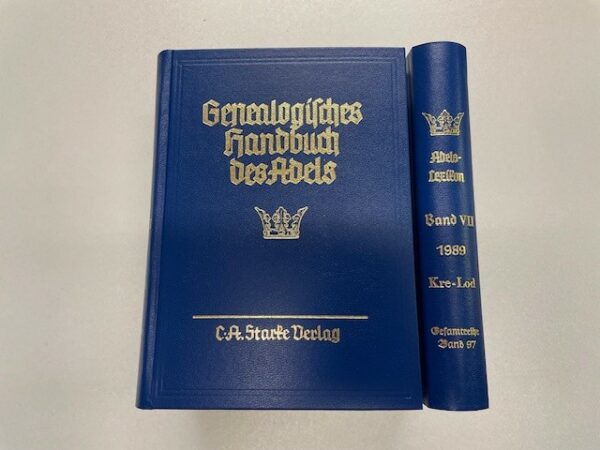 Genealogisches
Handbuch
des Adels
C.A. Starke Verlag
Adels-
Lexikon
Band VII
1989
Kre-Lod
Gesamtreihe
Band 97